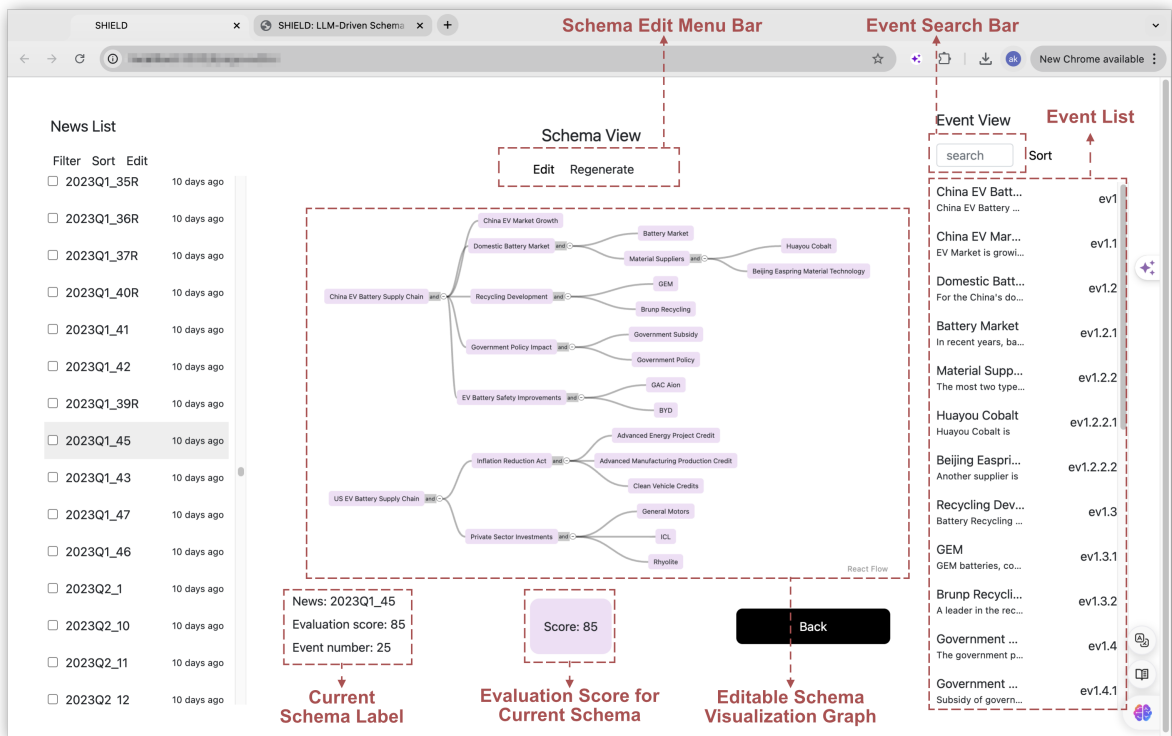 SHIELD
SHIELD: LLM-Driven Schema
New Chrome available
ak
Schema Edit Menu Bar
Event Search Bar
Event List
News List
Filter Sort Edit
2023Q1_35R 10 days ago
2023Q1_36R 10 days ago
2023Q1_37R 10 days ago
2023Q1_40R 10 days ago
2023Q1_41 10 days ago
2023Q1_42 10 days ago
2023Q1_39R 10 days ago
2023Q1_45 10 days ago
2023Q1_43 10 days ago
2023Q1_47 10 days ago
2023Q1_46 10 days ago
2023Q2_1 10 days ago
2023Q2_10 10 days ago
2023Q2_11 10 days ago
2023Q2_12 10 days ago
Schema View
Edit Regenerate
China EV Battery Supply Chain and
China EV Market Growth
Domestic Battery Market and
Battery Market
Material Suppliers and
Huayou Cobalt
Beijing Easpring Material Technology
Recycling Development and
GEM
Brunp Recycling
Government Policy Impact and
Government Subsidy
Government Policy
EV Battery Safety Improvements and
GAC Aion
BYD
US EV Battery Supply Chain and
Inflation Reduction Act and
Advanced Energy Project Credit
Advanced Manufacturing Production Credit
Clean Vehicle Credits
Private Sector Investments and
General Motors
ICL
Rhyolite
React Flow
News: 2023Q1_45
Evaluation score: 85
Event number: 25
Score: 85
Back
Current
Schema Label
Evaluation Score for
Current Schema
Editable Schema
Visualization Graph
Event View
search Sort
China EV Batt... ev1
China EV Battery ...
China EV Mar... ev1.1
EV Market is growi...
Domestic Batt... ev1.2
For the China's do...
Battery Market ev1.2.1
In recent years, ba...
Material Supp... ev1.2.2
The most two type...
Huayou Cobalt ev1.2.2.1
Huayou Cobalt is
Beijing Easpri... ev1.2.2.2
Another supplier is
Recycling Dev... ev1.3
Battery Recycling ...
GEM ev1.3.1
GEM batteries, co...
Brunp Recycli... ev1.3.2
A leader in the rec...
Government ... ev1.4
The government p...
Government ... ev1.4.1
Subsidy of govern...